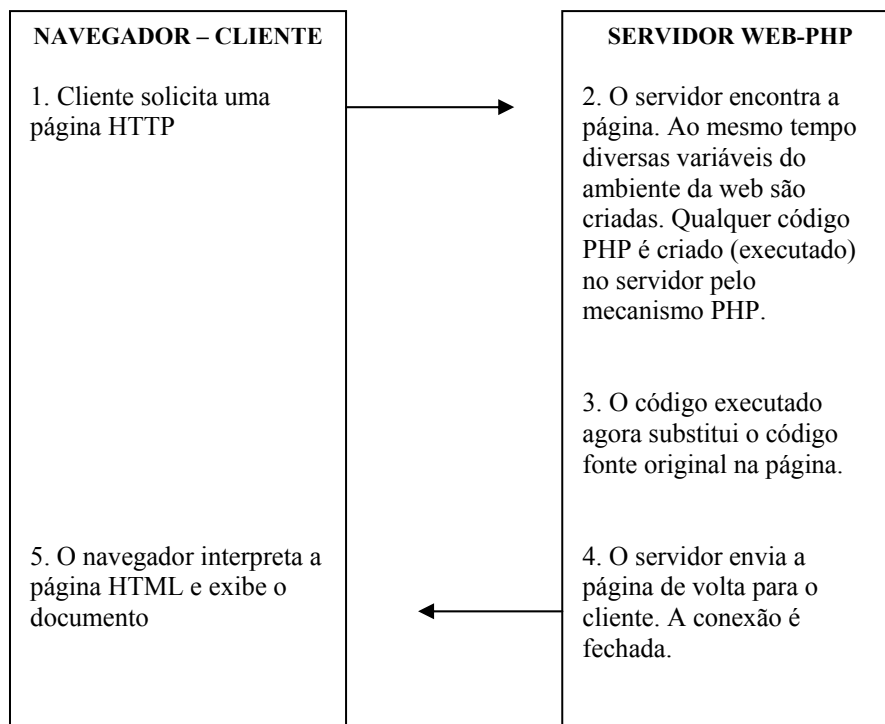 NAVEGADOR – CLIENTE
1. Cliente solicita uma
página HTTP
5. O navegador interpreta a
página HTML e exibe o
documento
SERVIDOR WEB-PHP
2. O servidor encontra a
página. Ao mesmo tempo
diversas variáveis do
ambiente da web são
criadas. Qualquer código
PHP é criado (executado)
no servidor pelo
mecanismo PHP.
3. O código executado
agora substitui o código
fonte original na página.
4. O servidor envia a
página de volta para o
cliente. A conexão é
fechada.